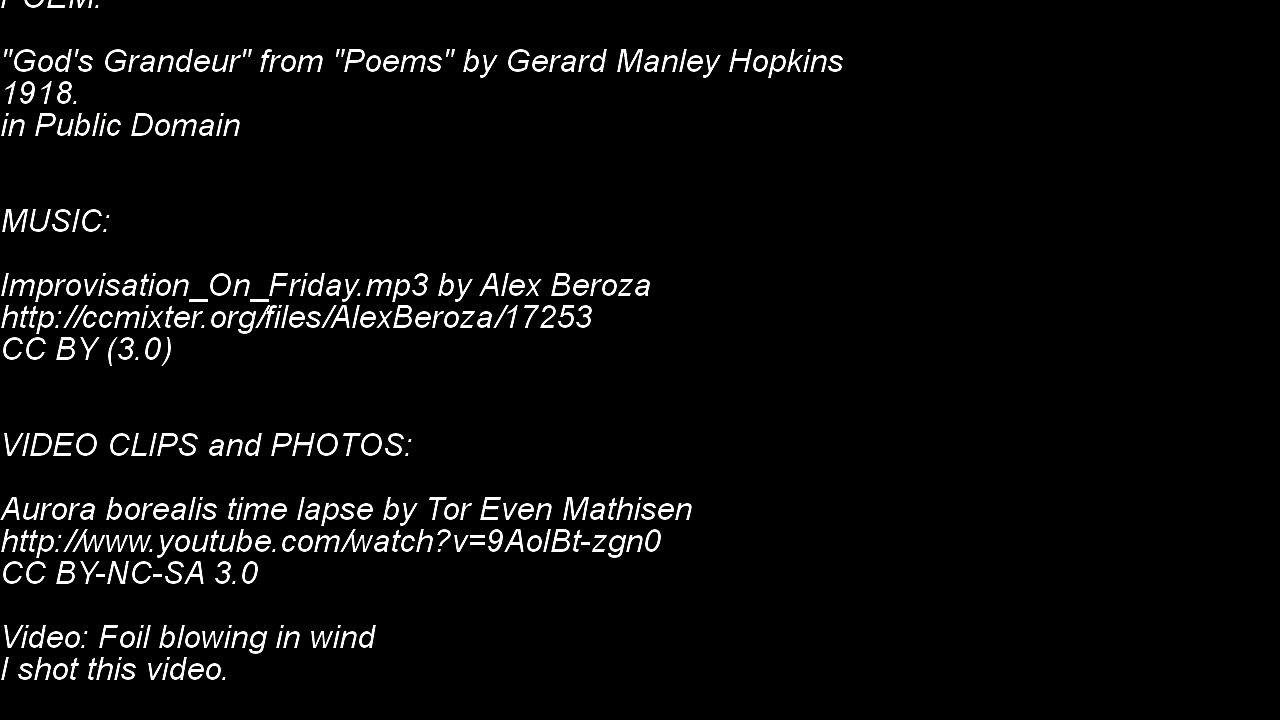 POEM:
"God's Grandeur" from "Poems" by Gerard Manley Hopkins
1918.
in Public Domain
MUSIC:
Improvisation_On_Friday.mp3 by Alex Beroza
http://ccmixter.org/files/AlexBeroza/17253
CC BY (3.0)
VIDEO CLIPS and PHOTOS:
Aurora borealis time lapse by Tor Even Mathisen
http://www.youtube.com/watch?v=9AolBt-zgn0
CC BY-NC-SA 3.0
Video: Foil blowing in wind
I shot this video.